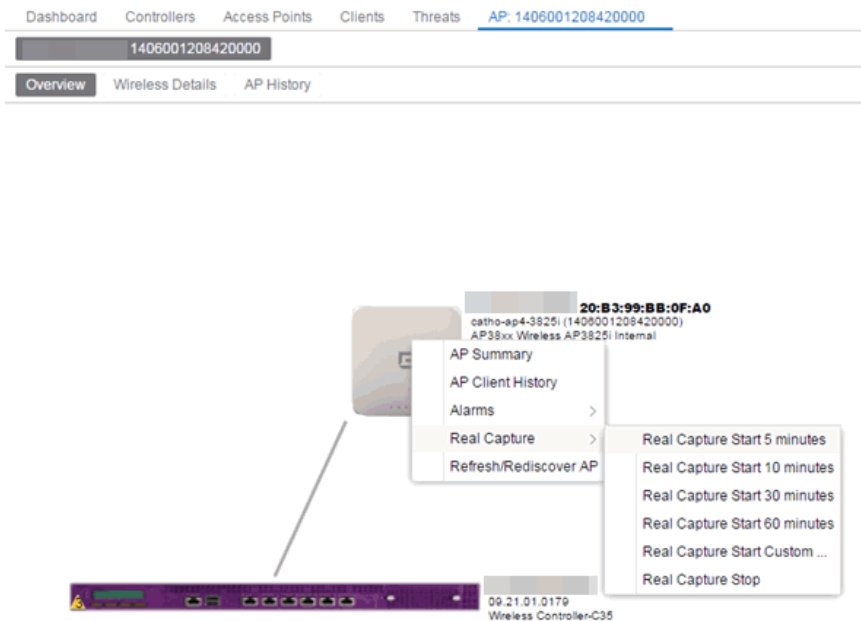 Dashboard Controllers Access Points Clients Threats AP: 1406001208420000
1406001208420000
Overview Wireless Details AP History
20:B3:99:BB:0F:A0
catho-ap4-3825i (1406001208420000)
AP38xx Wireless AP3825i Internal
AP Summary
AP Client History
Alarms
Real Capture
Refresh/Rediscover AP
Real Capture Start 5 minutes
Real Capture Start 10 minutes
Real Capture Start 30 minutes
Real Capture Start 60 minutes
Real Capture Start Custom ...
Real Capture Stop
09.21.01.0179
Wireless Controller-C35